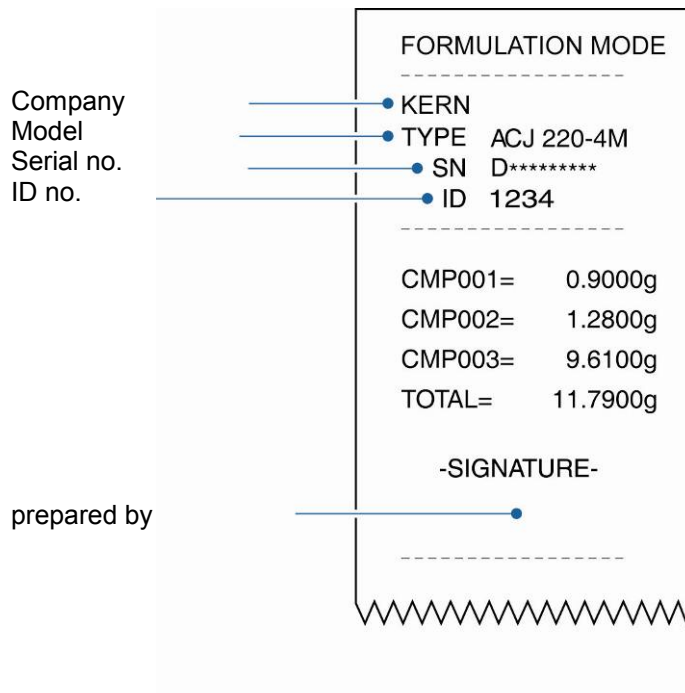 FORMULATION MODE
Company KERN
Model TYPE ACJ 220-4M
Serial no. SN D*********
ID no. ID 1234
CMP001= 0.9000g
CMP002= 1.2800g
CMP003= 9.6100g
TOTAL= 11.7900g
-SIGNATURE-
prepared by